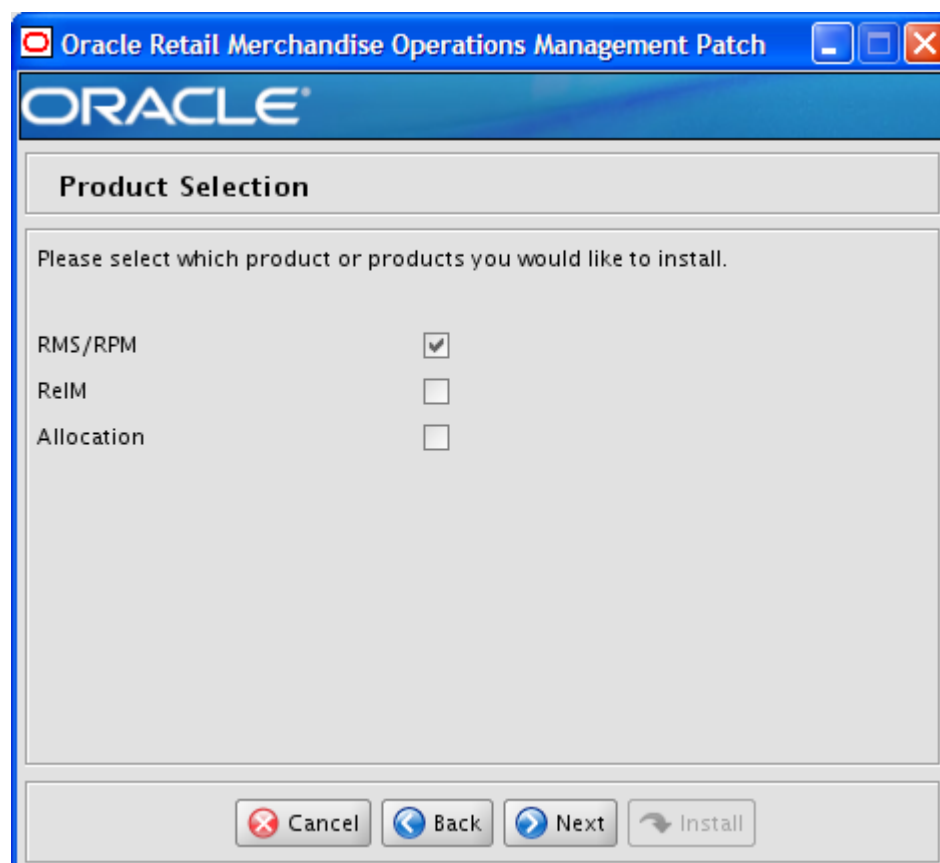 Oracle Retail Merchandise Operations Management Patch
ORACLE
Product Selection
Please select which product or products you would like to install.
RMS/RPM
ReIM
Allocation
Cancel Back Next Install